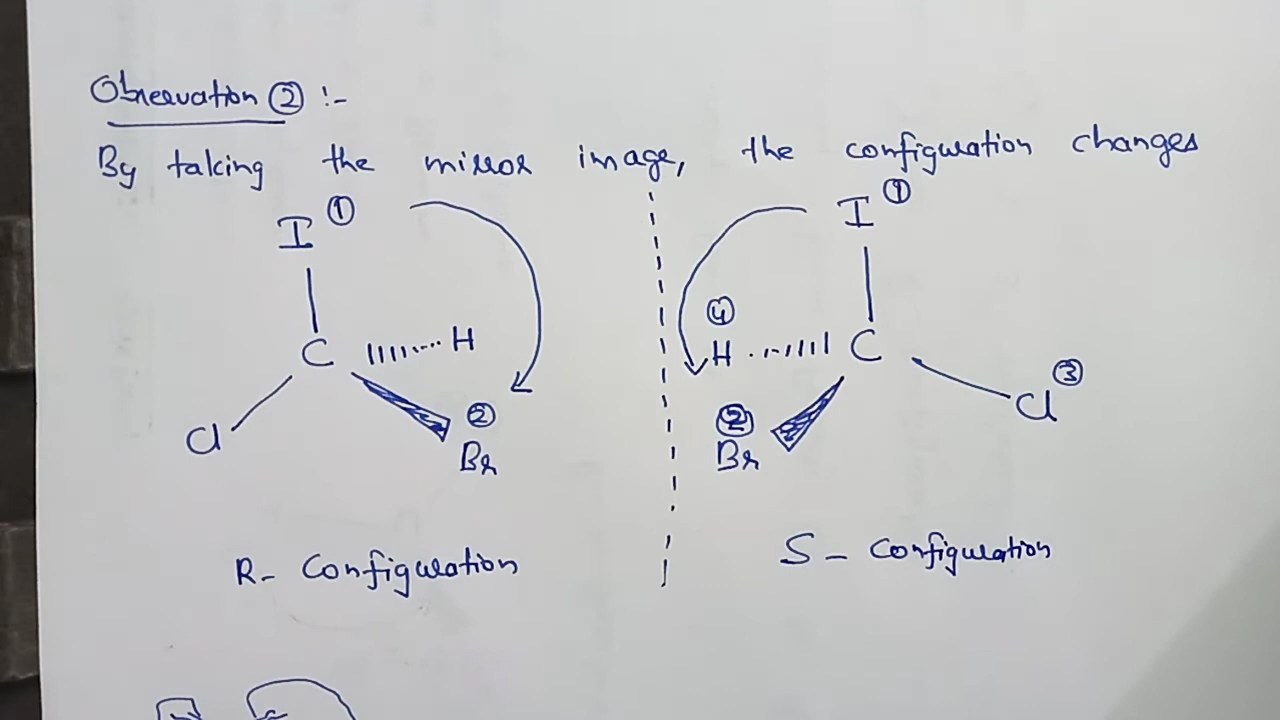 Observation ② :-
By taking the mirror image, the configuration changes
I ① I ①
C H ④ H C
Cl ② Br ② Br Cl ③
R- Configuration S - Configuration